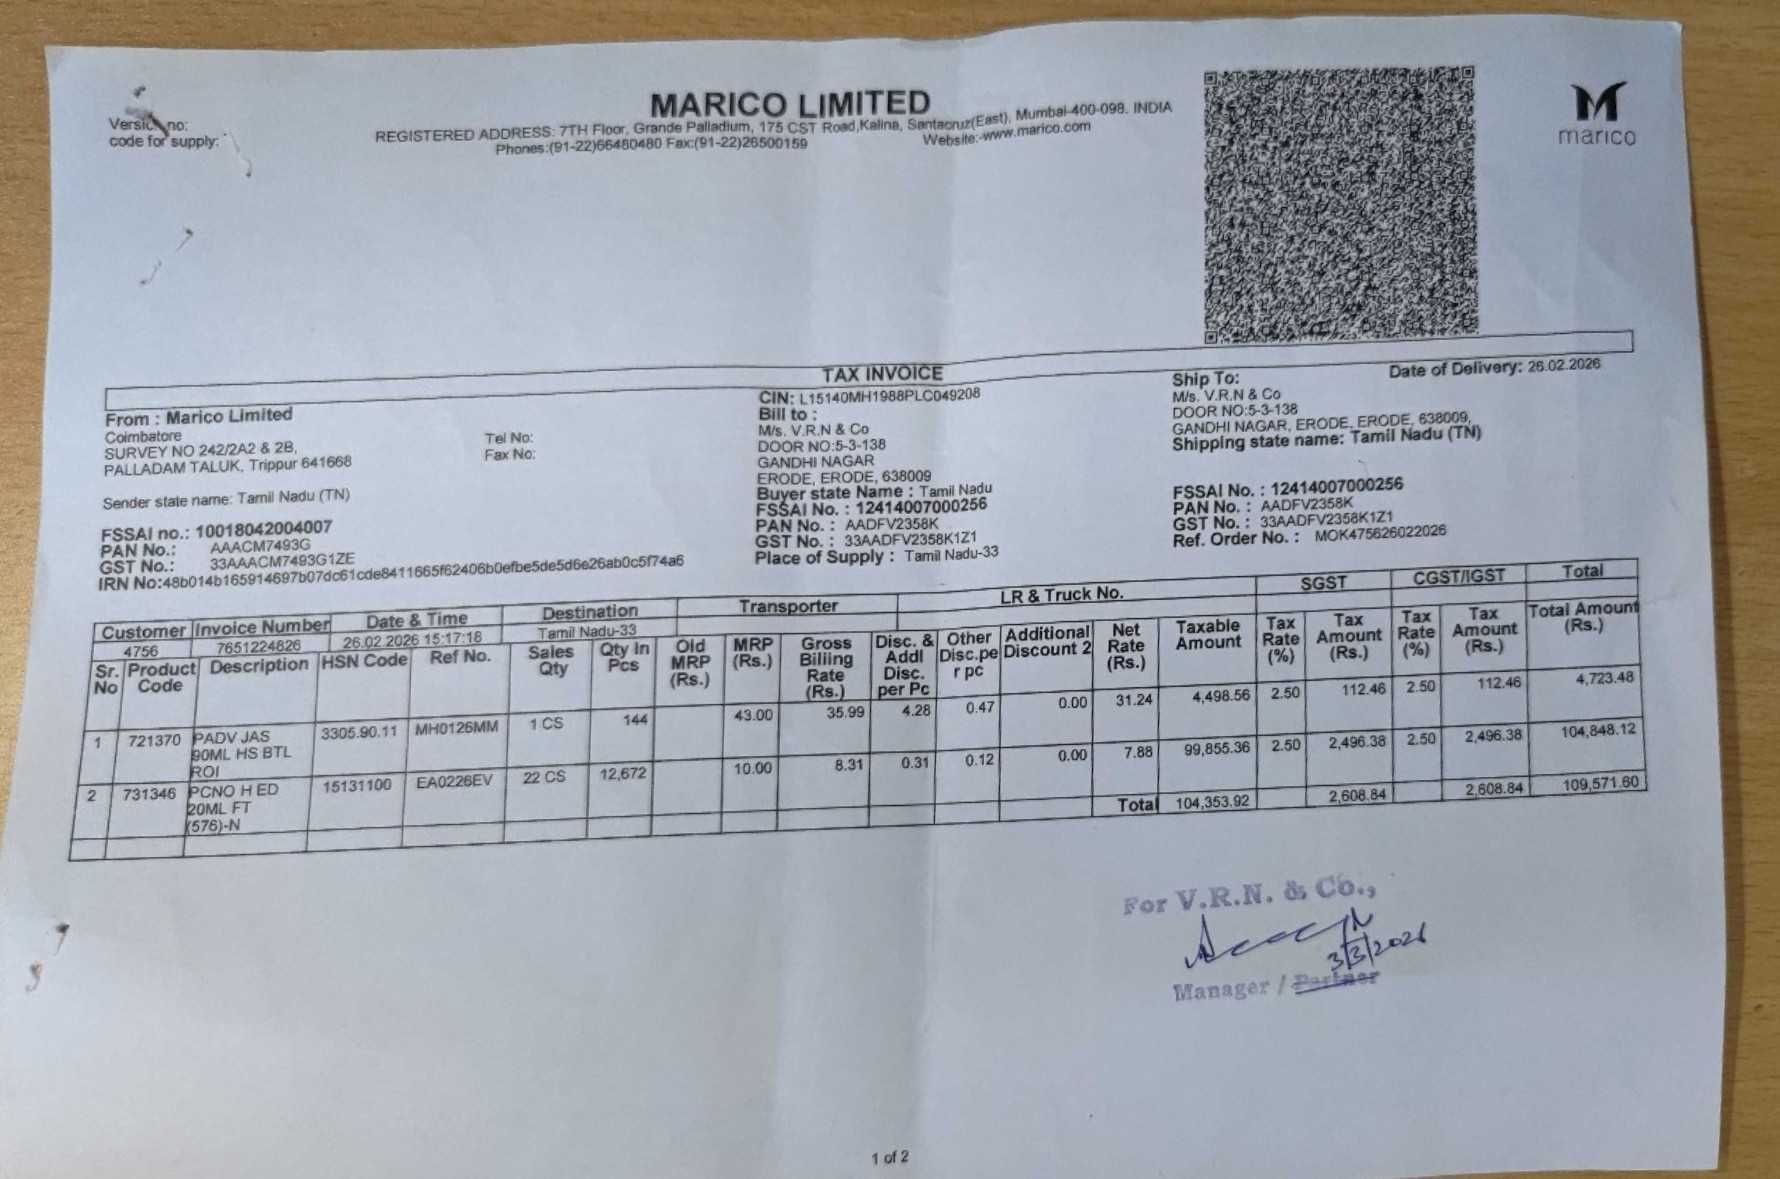 Version no:
code for supply:
MARICO LIMITED
REGISTERED ADDRESS: 7TH Floor, Grande Palladium, 175 CST Road,Kalina, Santacruz(East), Mumbai-400-098. INDIA
Phones:(91-22)66480480 Fax:(91-22)26500159 Website:-www.marico.com
marico
TAX INVOICE
From : Marico Limited
Coimbatore
SURVEY NO 242/2A2 & 2B,
PALLADAM TALUK, Trippur 641668
Tel No:
Fax No:
Sender state name: Tamil Nadu (TN)
FSSAI no.: 10018042004007
PAN No.: AAACM7493G
GST No.: 33AAACM7493G1ZE
IRN No:48b014b165914697b07dc61cde8411665f62406b0efbe5de5d6e26ab0c5f74a6
CIN: L15140MH1988PLC049208
Bill to :
M/s. V.R.N & Co
DOOR NO:5-3-138
GANDHI NAGAR
ERODE, ERODE, 638009
Buyer state Name : Tamil Nadu
FSSAI No. : 12414007000256
PAN No. : AADFV2358K
GST No. : 33AADFV2358K1Z1
Place of Supply : Tamil Nadu-33
Date of Delivery: 26.02.2026
Ship To:
M/s. V.R.N & Co
DOOR NO:5-3-138
GANDHI NAGAR, ERODE, ERODE, 638009,
Shipping state name: Tamil Nadu (TN)
FSSAI No. : 12414007000256
PAN No. : AADFV2358K
GST No. : 33AADFV2358K1Z1
Ref. Order No. : MOK475626022026
Customer Invoice Number Date & Time Destination Transporter LR & Truck No. SGST CGST/IGST Total
4756 7651224826 26.02.2026 15:17:18 Tamil Nadu-33
Sr. No Product Code Description HSN Code Ref No. Sales Qty Qty In Pcs Old MRP (Rs.) MRP (Rs.) Gross Billing Rate (Rs.) Disc. & Addl Disc. per Pc Other Disc.pe r pc Additional Discount 2 Net Rate (Rs.) Taxable Amount Tax Rate (%) Tax Amount (Rs.) Tax Rate (%) Tax Amount (Rs.) Total Amount (Rs.)
1 721370 PADV JAS 90ML HS BTL ROI 3305.90.11 MH0126MM 1 CS 144 43.00 35.99 4.28 0.47 0.00 31.24 4,498.56 2.50 112.46 2.50 112.46 4,723.48
2 731346 PCNO H ED 20ML FT (576)-N 15131100 EA0226EV 22 CS 12,672 10.00 8.31 0.31 0.12 0.00 7.88 99,855.36 2.50 2,496.38 2.50 2,496.38 104,848.12
Total 104,353.92 2,608.84 2,608.84 109,571.60
For V.R.N. & Co.,
3/3/2026
Manager / Partner
1 of 2